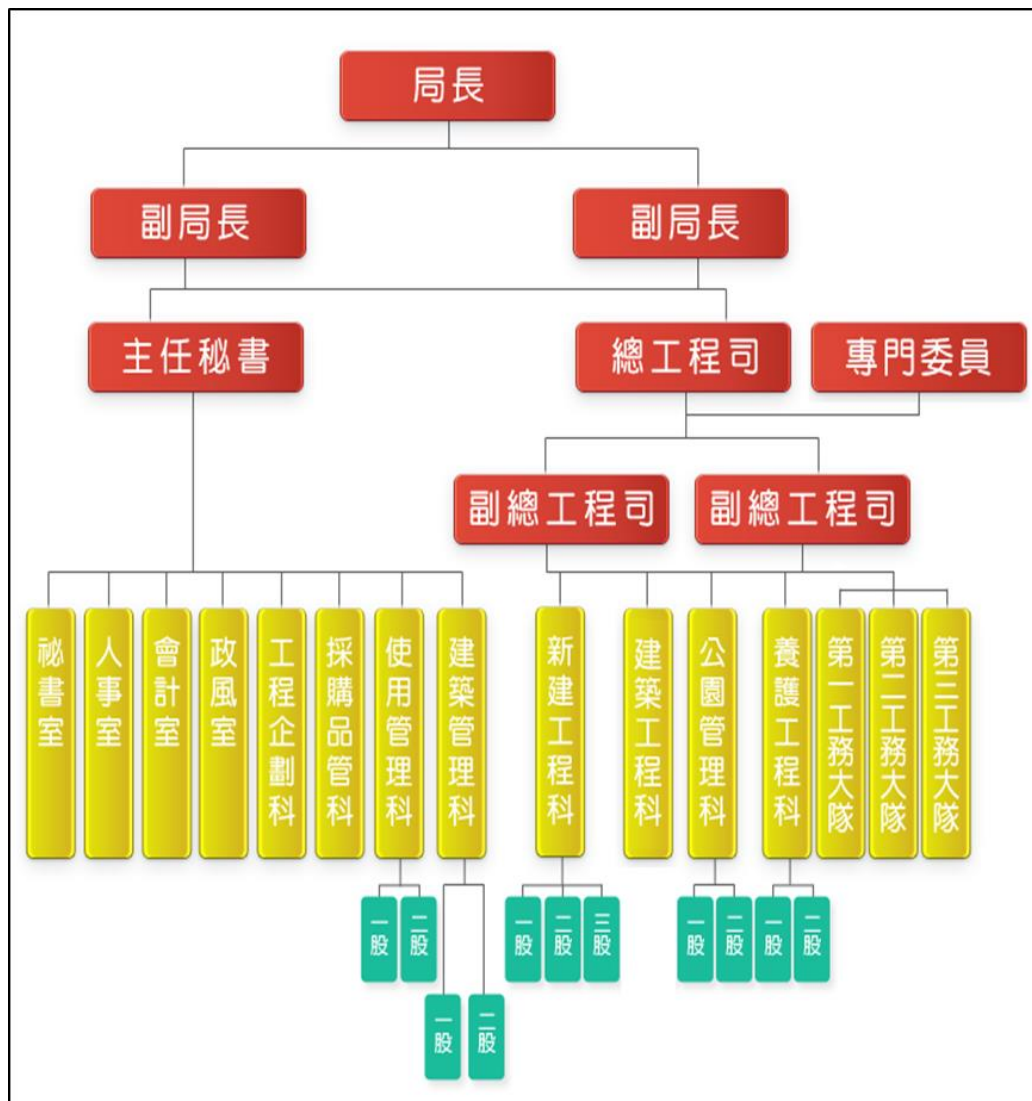 局長
副局長
副局長
主任秘書
總工程司
專門委員
副總工程司
副總工程司
祕書室
人事室
會計室
政風室
工程企劃科
採購品管科
使用管理科
建築管理科
新建工程科
建築工程科
公園管理科
養護工程科
第一工務大隊
第二工務大隊
第三工務大隊
一股
二股
一股
二股
三股
一股
二股
一股
二股
一股
二股